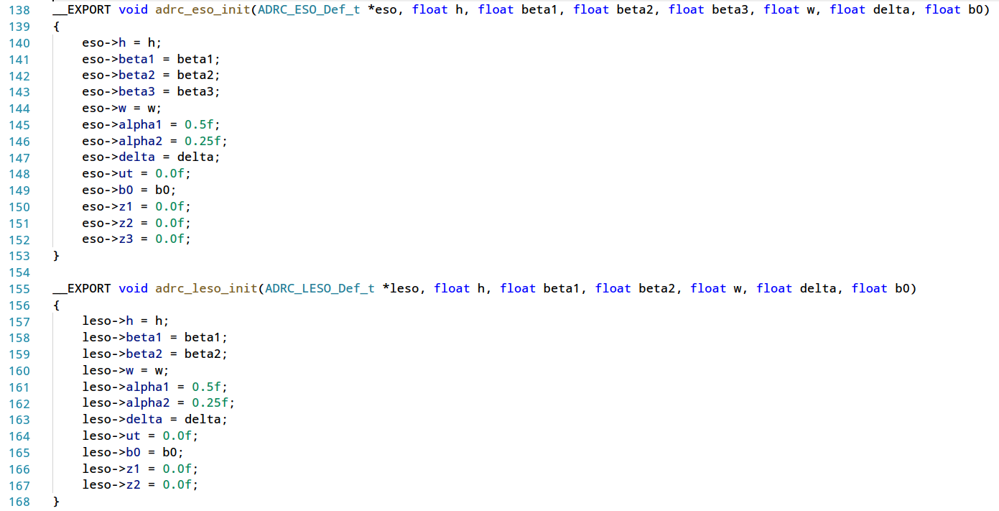 138 __EXPORT void adrc_eso_init(ADRC_ESO_Def_t *eso, float h, float beta1, float beta2, float beta3, float w, float delta, float b0)
139 {
140     eso->h = h;
141     eso->beta1 = beta1;
142     eso->beta2 = beta2;
143     eso->beta3 = beta3;
144     eso->w = w;
145     eso->alpha1 = 0.5f;
146     eso->alpha2 = 0.25f;
147     eso->delta = delta;
148     eso->ut = 0.0f;
149     eso->b0 = b0;
150     eso->z1 = 0.0f;
151     eso->z2 = 0.0f;
152     eso->z3 = 0.0f;
153 }
154
155 __EXPORT void adrc_leso_init(ADRC_LESO_Def_t *leso, float h, float beta1, float beta2, float w, float delta, float b0)
156 {
157     leso->h = h;
158     leso->beta1 = beta1;
159     leso->beta2 = beta2;
160     leso->w = w;
161     leso->alpha1 = 0.5f;
162     leso->alpha2 = 0.25f;
163     leso->delta = delta;
164     leso->ut = 0.0f;
165     leso->b0 = b0;
166     leso->z1 = 0.0f;
167     leso->z2 = 0.0f;
168 }